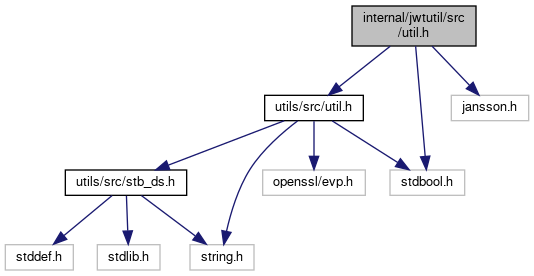 internal/jwtutil/src
/util.h
utils/src/util.h
jansson.h
utils/src/stb_ds.h
openssl/evp.h
stdbool.h
stddef.h
stdlib.h
string.h